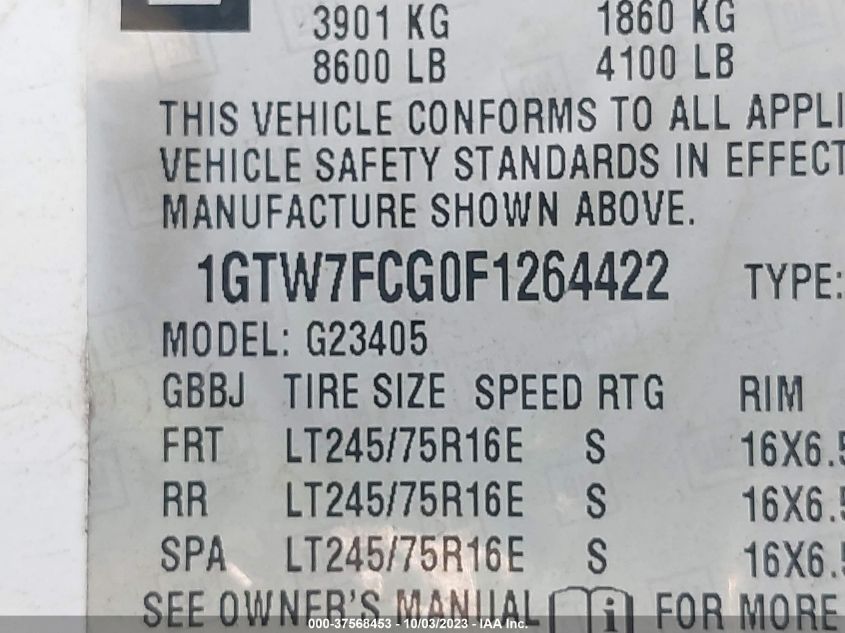 3901 KG 1860 KG
8600 LB 4100 LB
THIS VEHICLE CONFORMS TO ALL APPLI
VEHICLE SAFETY STANDARDS IN EFFECT
MANUFACTURE SHOWN ABOVE.
1GTW7FCG0F1264422 TYPE:
MODEL: G23405
GBBJ TIRE SIZE SPEED RTG RIM
FRT LT245/75R16E S 16X6.5
RR LT245/75R16E S 16X6.5
SPA LT245/75R16E S 16X6.5
SEE OWNER'S MANUAL i FOR MORE
000-37568453 - 10/03/2023 - IAA Inc.